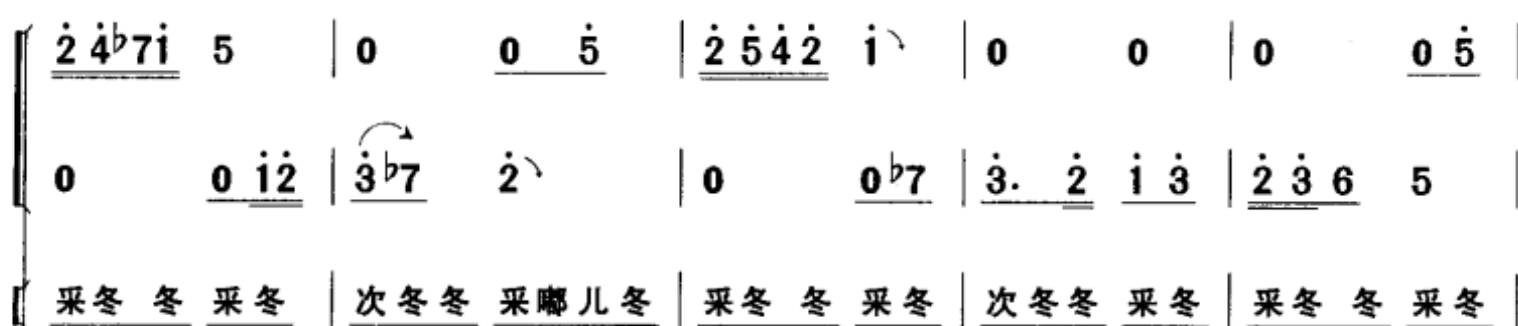 2̇ 4̇ ♭7 1̇ 5 | 0 0 5̇ | 2̇ 5̇ 4̇ 2̇ 1̇ | 0 0 | 0 0 5̇ |
0 0 1̇ 2̇ | 3̇ ♭7 2̇ | 0 0 ♭7 | 3̇. 2̇ 1̇ 3̇ | 2̇ 3̇ 6 5 |
采冬 冬 采冬 | 次冬冬 采嘟儿冬 | 采冬 冬 采冬 | 次冬冬 采冬 | 采冬 冬 采冬 |